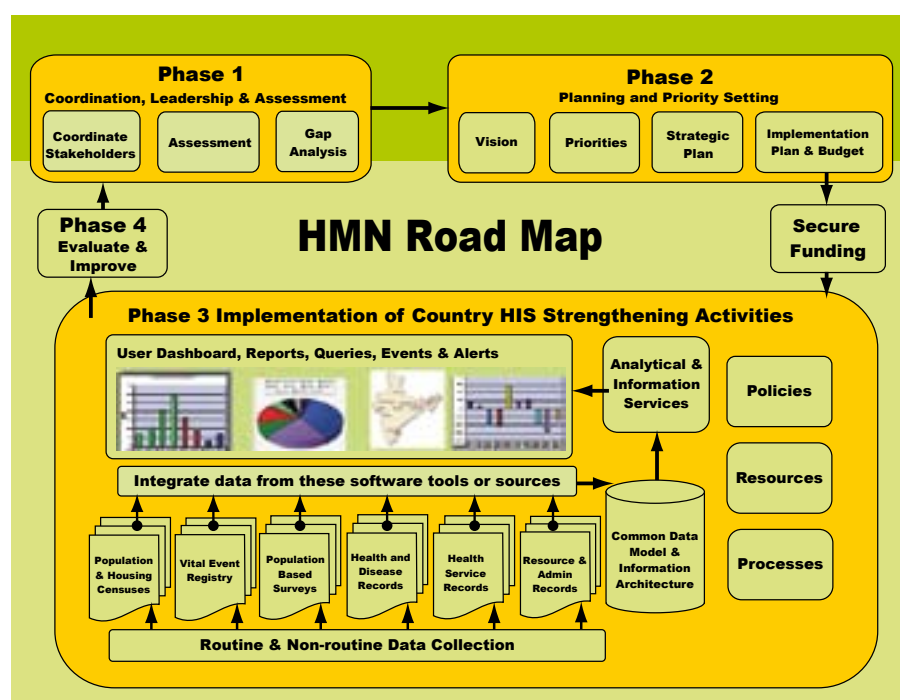 Phase 1
Coordination, Leadership & Assessment
Coordinate
Stakeholders
Assessment
Gap
Analysis
Phase 2
Planning and Priority Setting
Vision
Priorities
Strategic
Plan
Implementation
Plan & Budget
Phase 4
Evaluate &
Improve
HMN Road Map
Secure
Funding
Phase 3 Implementation of Country HIS Strengthening Activities
User Dashboard, Reports, Queries, Events & Alerts
Analytical &
Information
Services
Policies
Integrate data from these software tools or sources
Resources
Population
& Housing
Censuses
Vital Event
Registry
Population
Based
Surveys
Health and
Disease
Records
Health
Service
Records
Resource &
Admin
Records
Common Data
Model &
Information
Architecture
Processes
Routine & Non-routine Data Collection